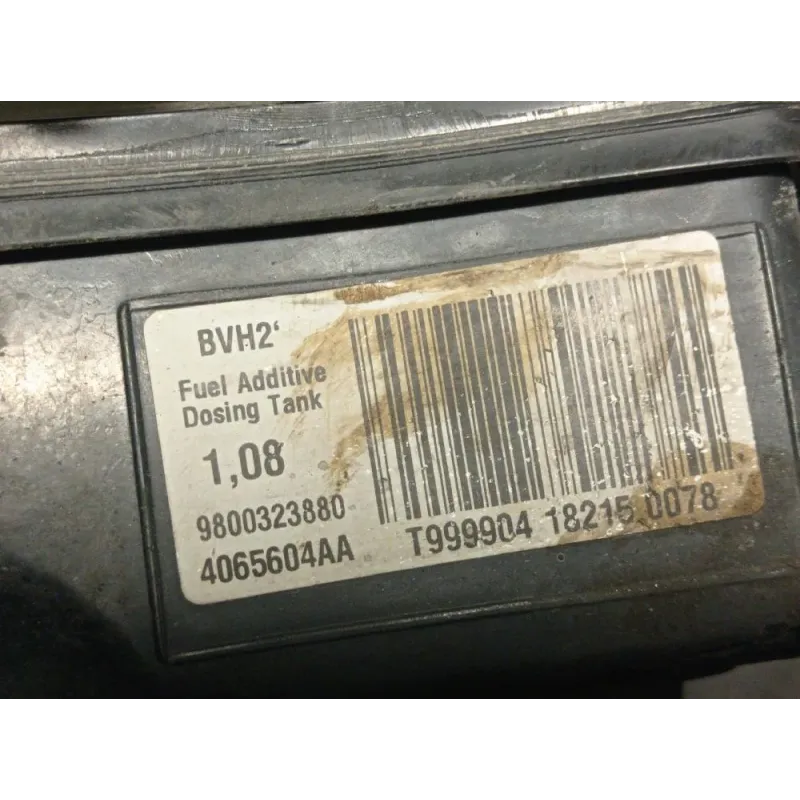 BVH2‘
Fuel Additive
Dosing Tank
1,08
9800323880
4065604AA
T999904 18215 0078